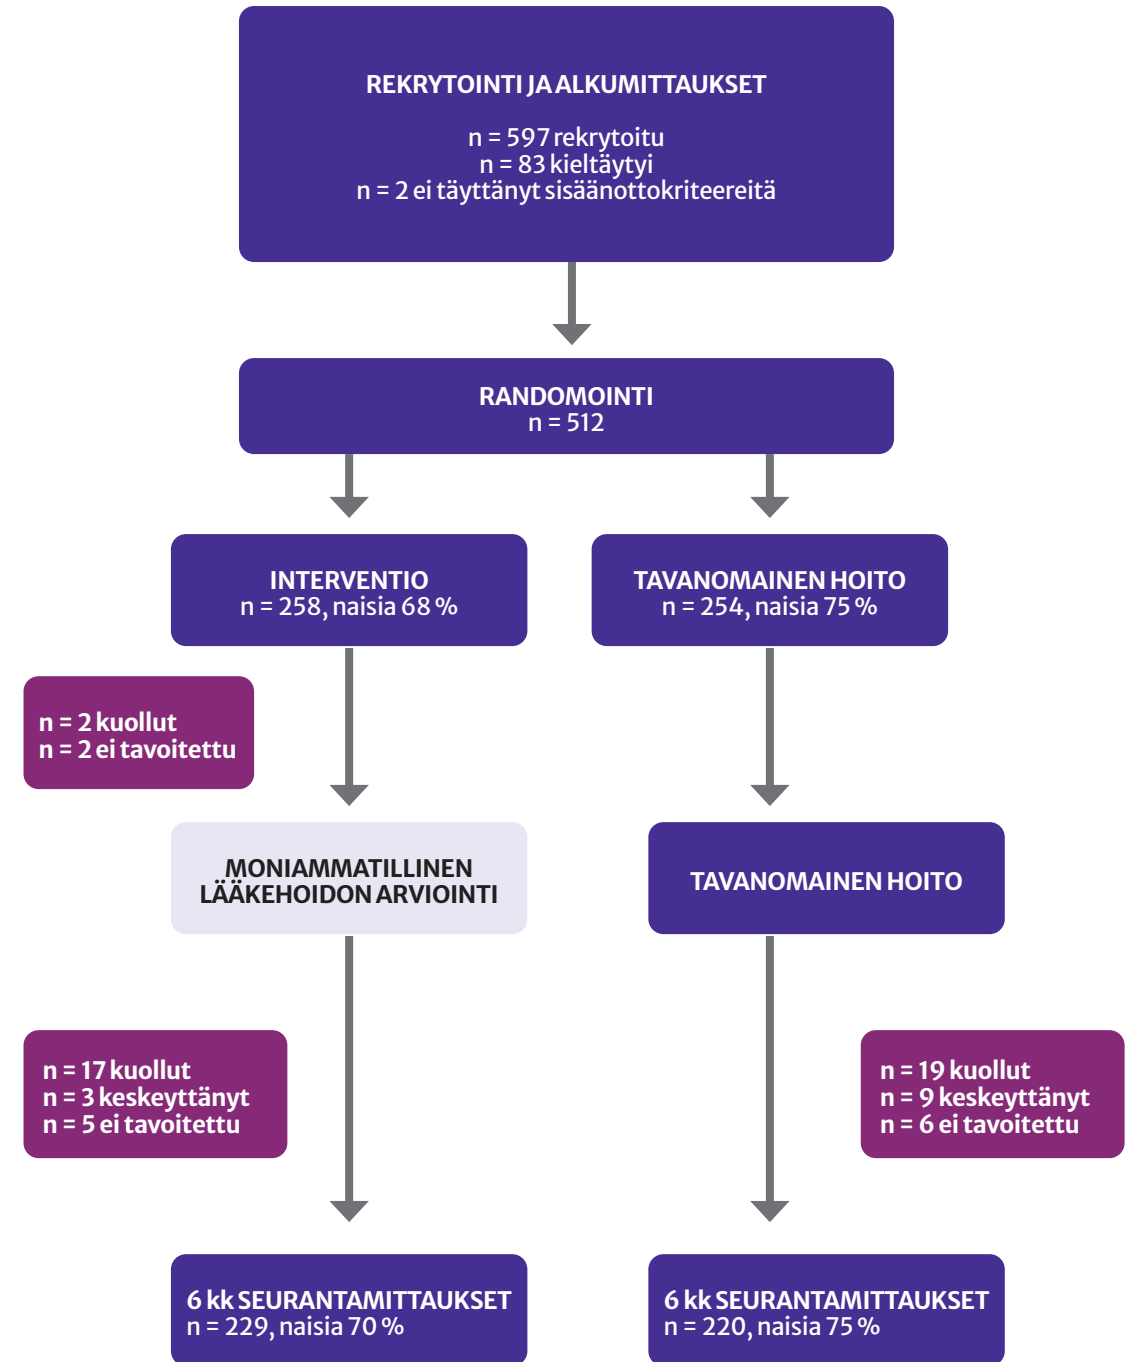 REKRYTOINTI JA ALKUMITTAUKSET
n = 597 rekrytoitu
n = 83 kieltäytyi
n = 2 ei täyttänyt sisäänottokriteereitä
RANDOMOINTI
n = 512
INTERVENTIO
n = 258, naisia 68 %
TAVANOMAINEN HOITO
n = 254, naisia 75 %
n = 2 kuollut
n = 2 ei tavoitettu
MONIAMMATILLINEN
LÄÄKEHOIDON ARVIOINTI
TAVANOMAINEN HOITO
n = 17 kuollut
n = 3 keskeyttänyt
n = 5 ei tavoitettu
n = 19 kuollut
n = 9 keskeyttänyt
n = 6 ei tavoitettu
6 kk SEURANTAMITTAUKSET
n = 229, naisia 70 %
6 kk SEURANTAMITTAUKSET
n = 220, naisia 75 %